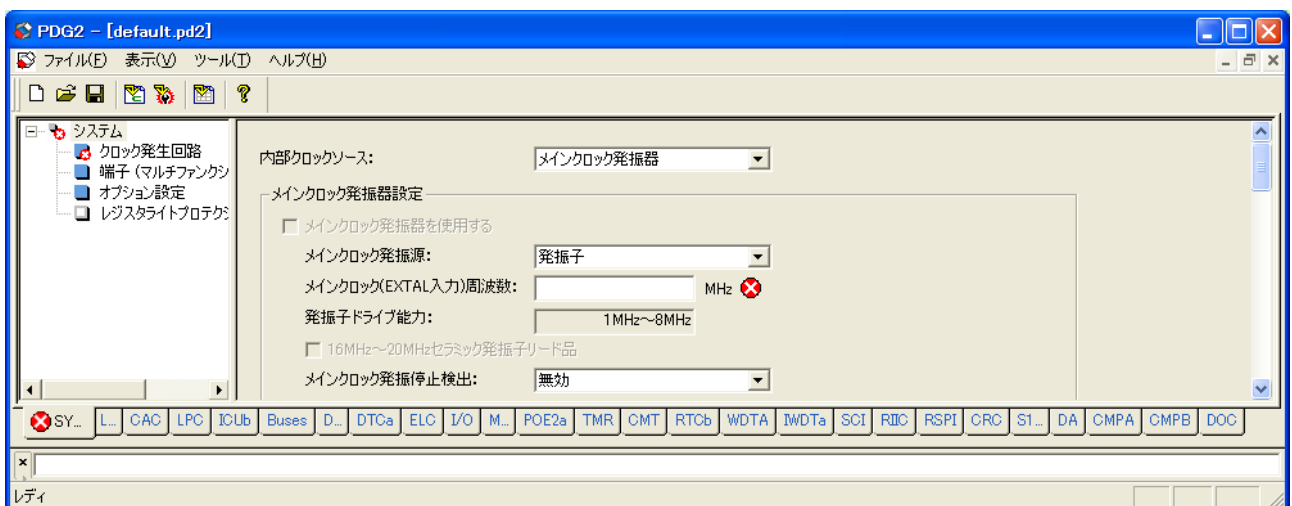 PDG2 - [default.pd2]
ファイル(F) 表示(V) ツール(T) ヘルプ(H)
システム
クロック発生回路
端子 (マルチファンクシ
オプション設定
レジスタライトプロテクシ
内部クロックソース: メインクロック発振器
メインクロック発振器設定
メインクロック発振器を使用する
メインクロック発振源: 発振子
メインクロック(EXTAL入力)周波数: MHz
発振子ドライブ能力: 1MHz～8MHz
16MHz～20MHzセラミック発振子リード品
メインクロック発振停止検出: 無効
SY... L... CAC LPC ICUb Buses D... DTCa ELC I/O M... POE2a TMR CMT RTCb WDTA IWDTa SCI RIIC RSPI CRC S1... DA CMPA CMPB DOC
レディ